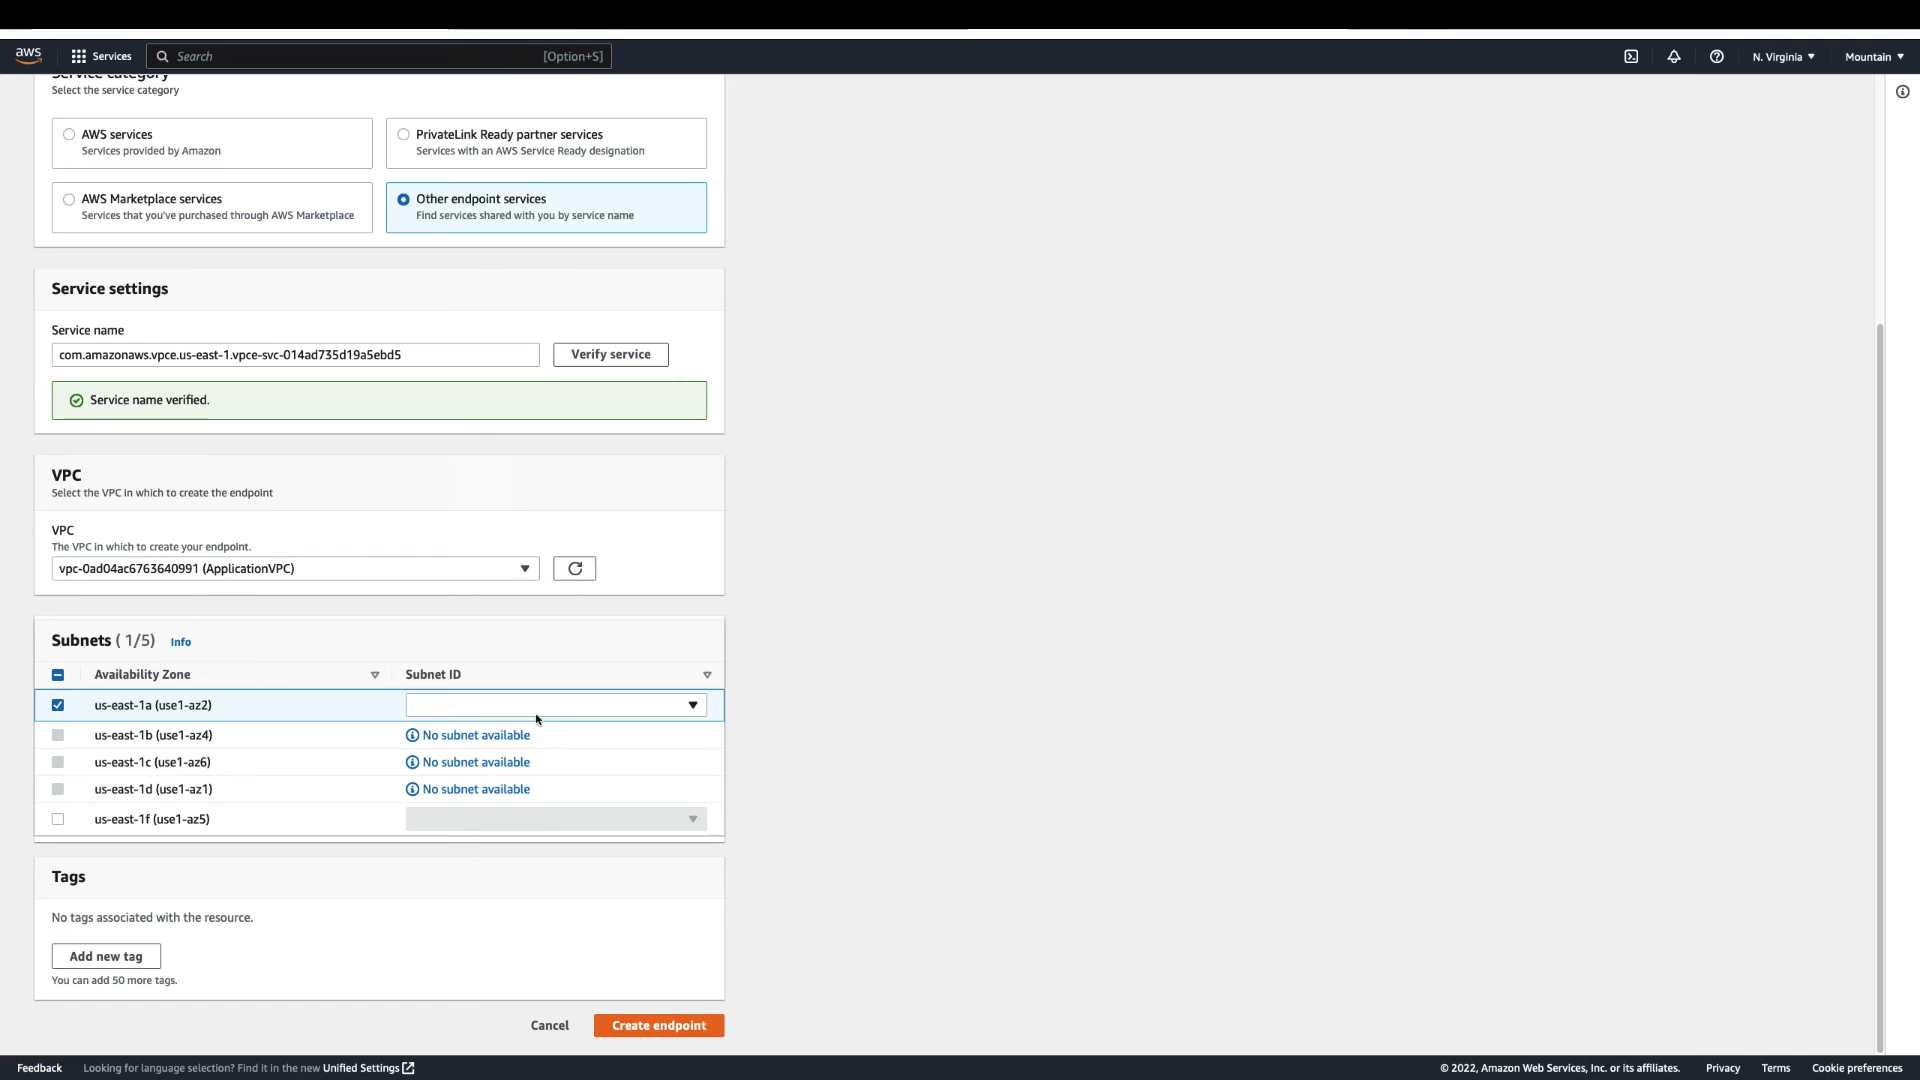 aws
Services
Search
[Option+S]
N. Virginia
Mountain
Service category
Select the service category
AWS services
Services provided by Amazon
PrivateLink Ready partner services
Services with an AWS Service Ready designation
AWS Marketplace services
Services that you've purchased through AWS Marketplace
Other endpoint services
Find services shared with you by service name
Service settings
Service name
com.amazonaws.vpce.us-east-1.vpce-svc-014ad735d19a5ebd5
Verify service
Service name verified.
VPC
Select the VPC in which to create the endpoint
VPC
The VPC in which to create your endpoint.
vpc-0ad04ac6763640991 (ApplicationVPC)
Subnets ( 1/5)
Info
Availability Zone
Subnet ID
us-east-1a (use1-az2)
us-east-1b (use1-az4)
No subnet available
us-east-1c (use1-az6)
No subnet available
us-east-1d (use1-az1)
No subnet available
us-east-1f (use1-az5)
Tags
No tags associated with the resource.
Add new tag
You can add 50 more tags.
Cancel
Create endpoint
Feedback
Looking for language selection? Find it in the new Unified Settings
© 2022, Amazon Web Services, Inc. or its affiliates.
Privacy
Terms
Cookie preferences